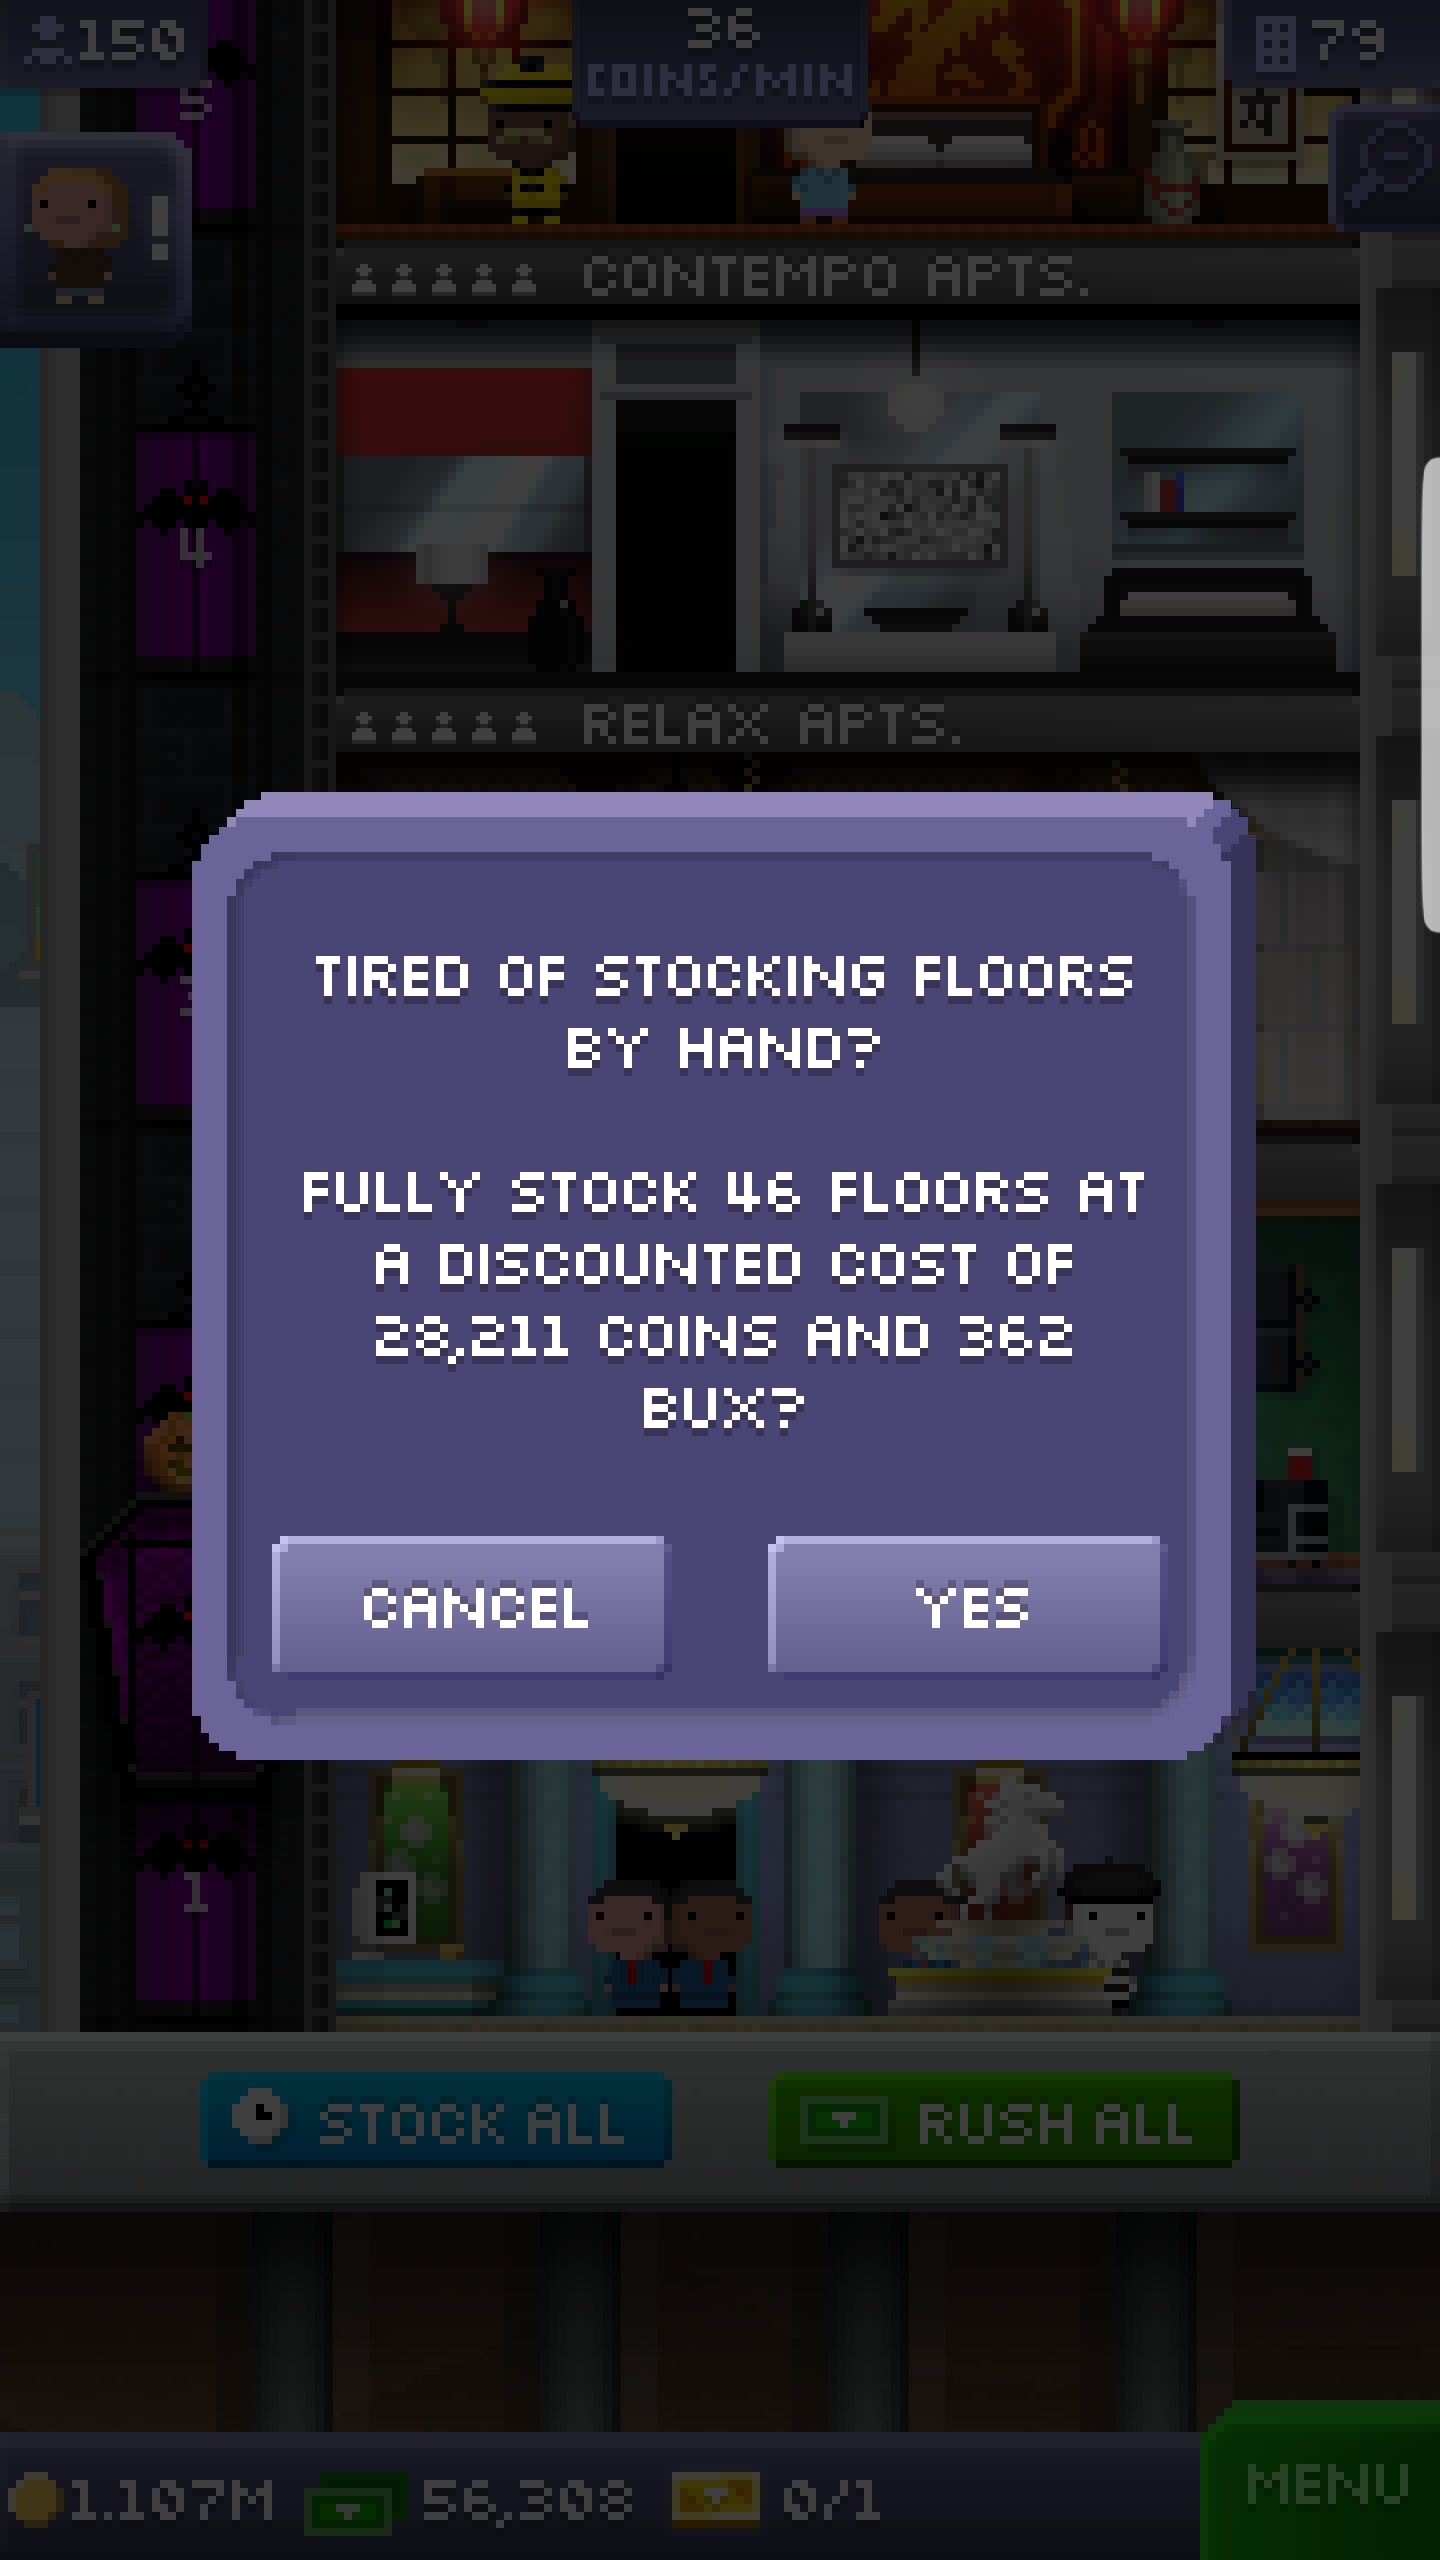 150
36
COINS/MIN
79
5
!
CONTEMPO APTS.
4
RELAX APTS.
TIRED OF STOCKING FLOORS
BY HAND?
FULLY STOCK 46 FLOORS AT
A DISCOUNTED COST OF
28,211 COINS AND 362
BUX?
CANCEL
YES
1
STOCK ALL
RUSH ALL
1.107M
56,308
0/1
MENU